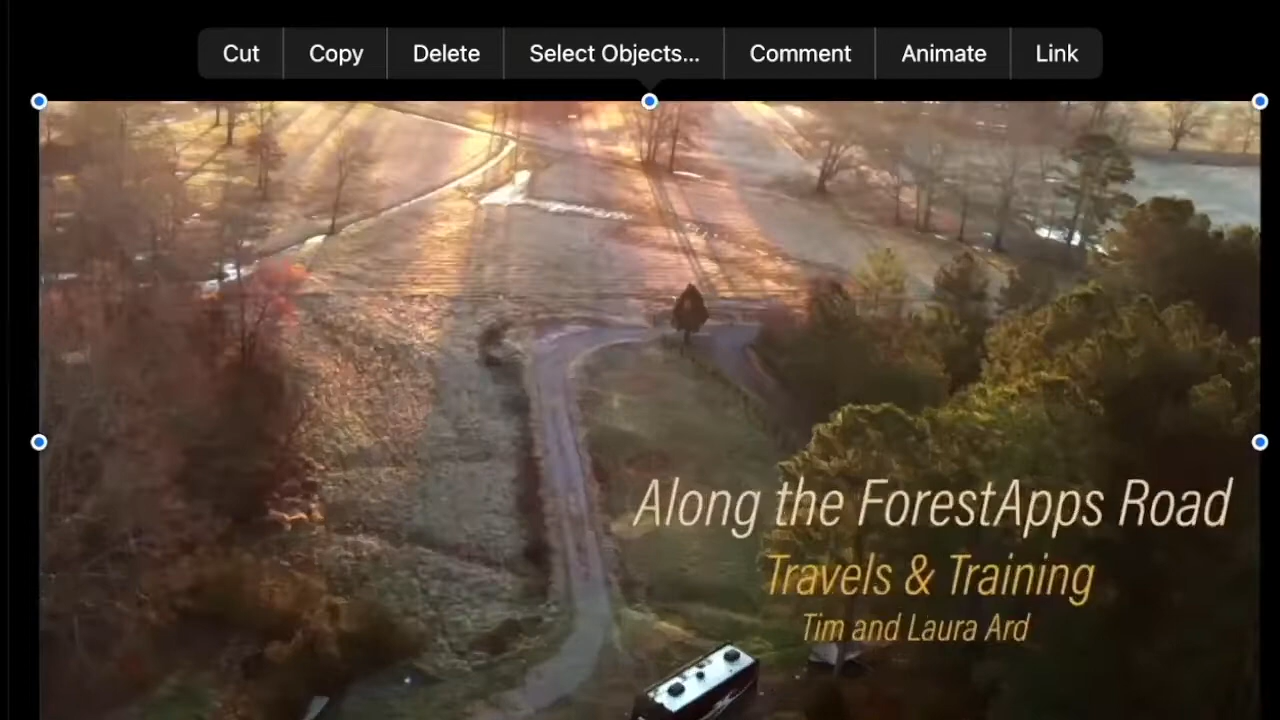 Cut Copy Delete Select Objects... Comment Animate Link
Along the ForestApps Road
Travels & Training
Tim and Laura Ard